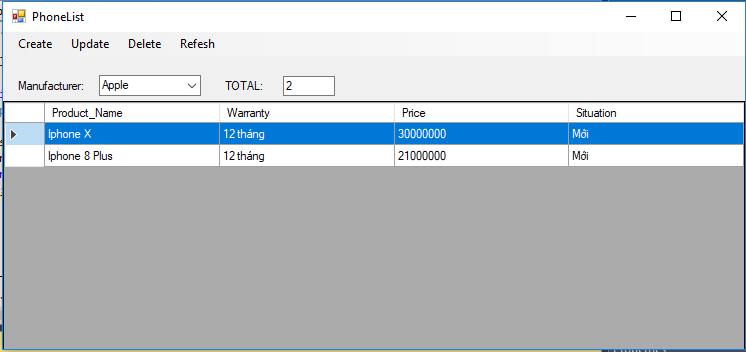 PhoneList
Create Update Delete Refesh
Manufacturer: Apple TOTAL: 2
Product_Name Warranty Price Situation
Iphone X 12 tháng 30000000 Mới
Iphone 8 Plus 12 tháng 21000000 Mới